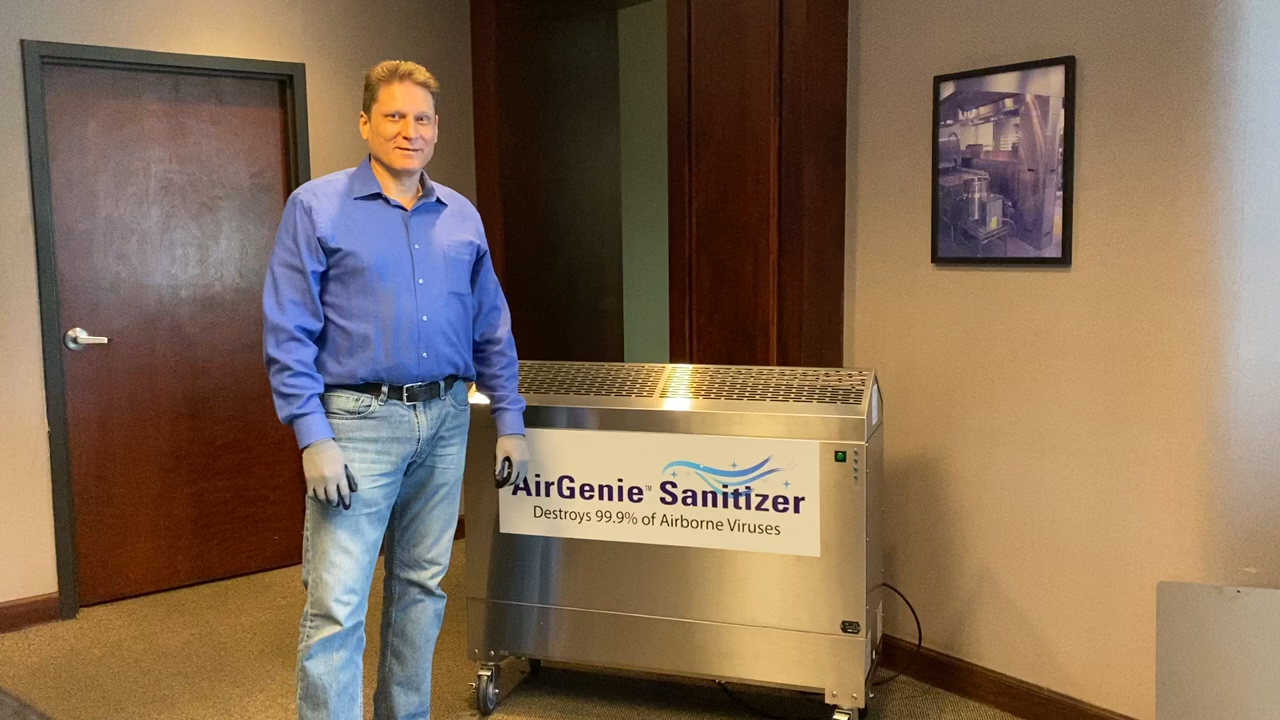 AirGenie™ Sanitizer
Destroys 99.9% of Airborne Viruses